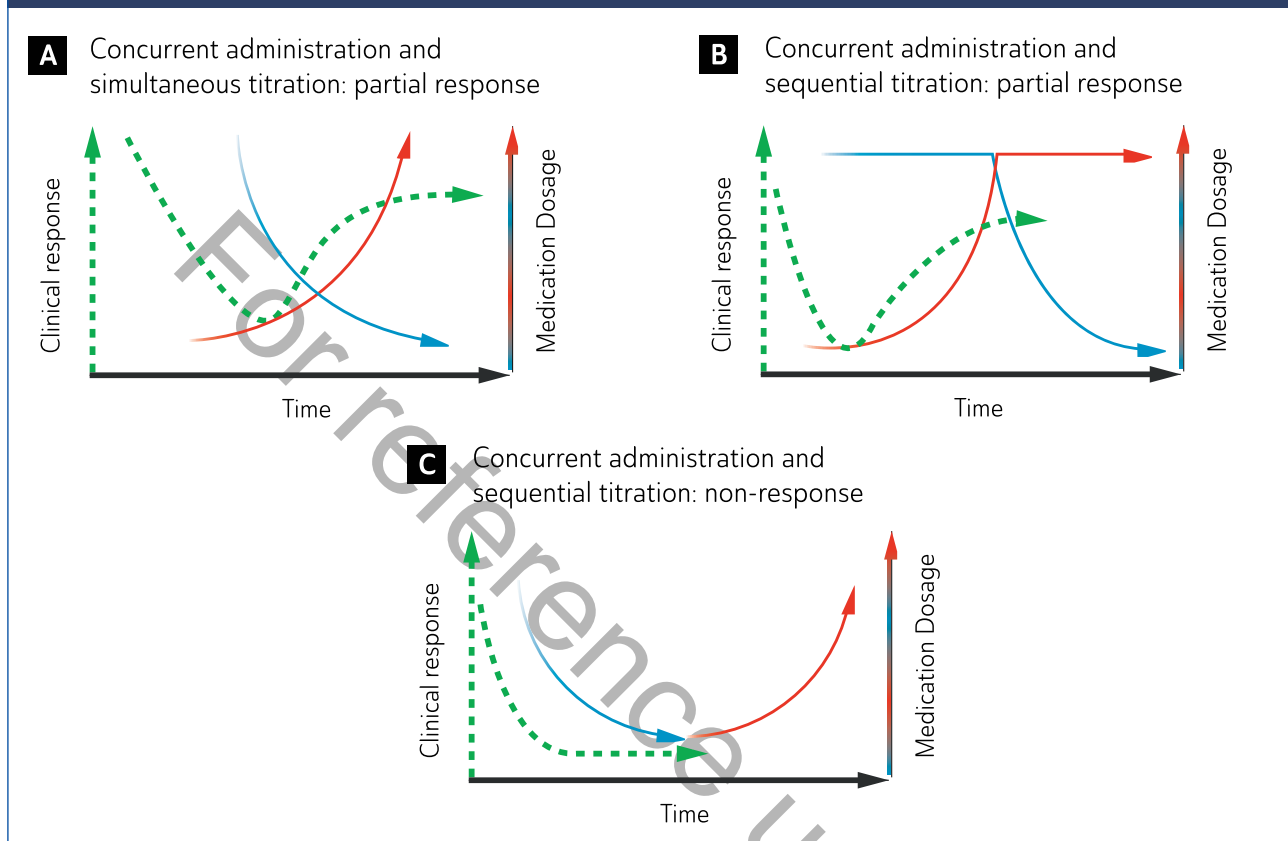 A
Concurrent administration and
simultaneous titration: partial response
Clinical response
Medication Dosage
Time
B
Concurrent administration and
sequential titration: partial response
Clinical response
Medication Dosage
Time
C
Concurrent administration and
sequential titration: non-response
Clinical response
Medication Dosage
Time
For reference u